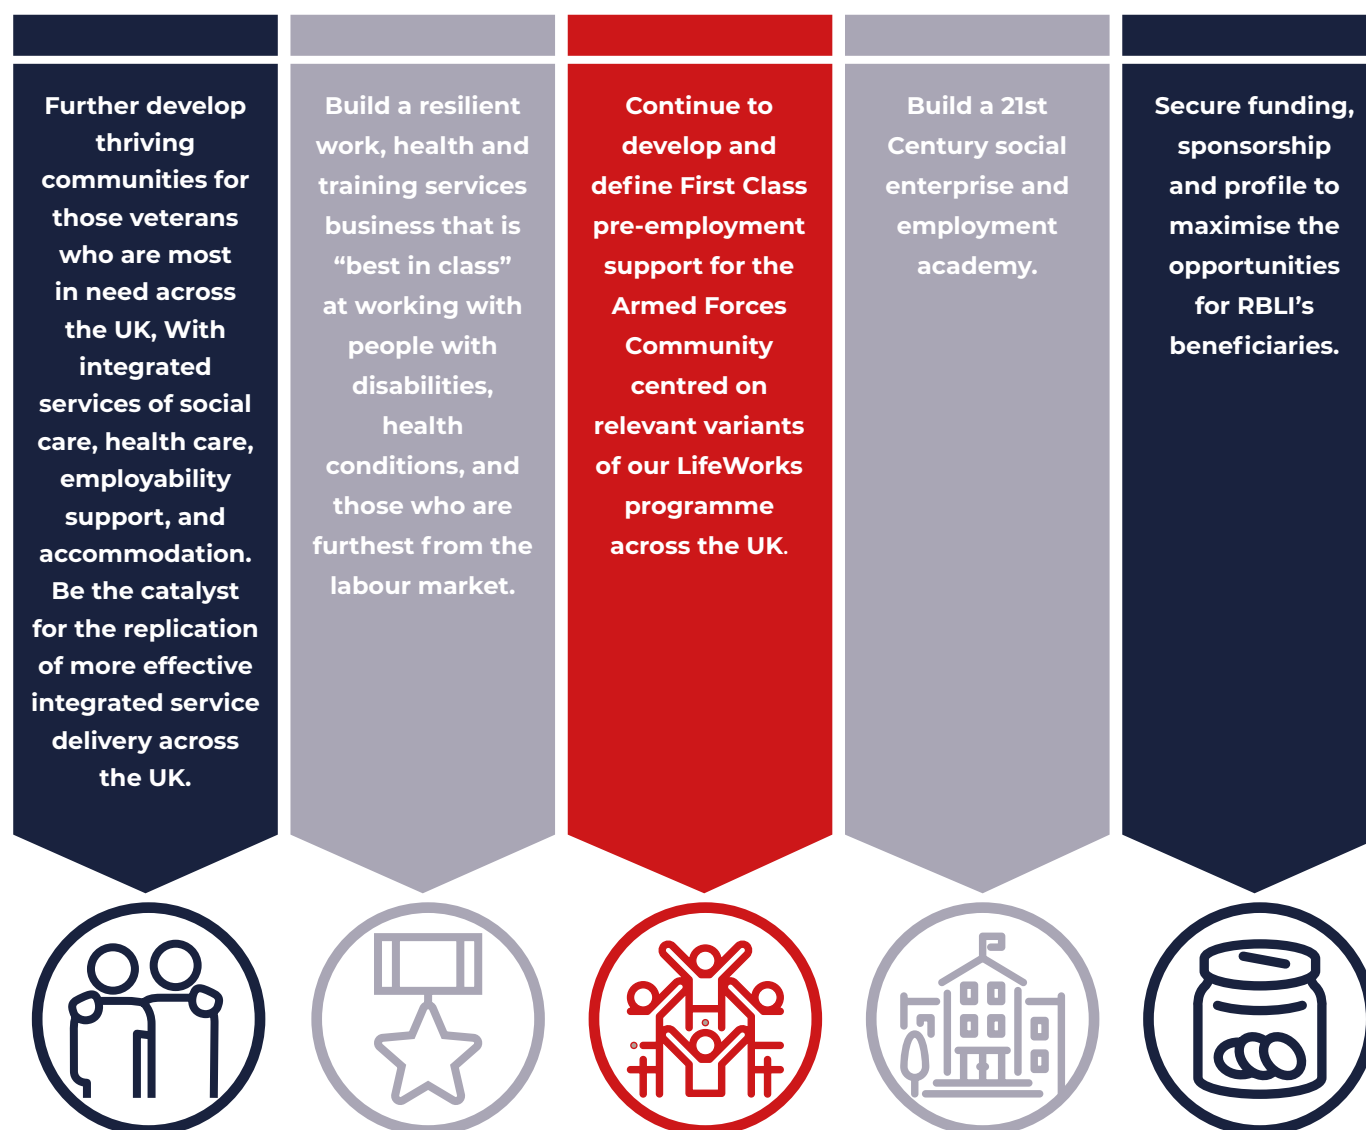 Further develop
thriving
communities for
those veterans
who are most
in need across
the UK, With
integrated
services of social
care, health care,
employability
support, and
accommodation.
Be the catalyst
for the replication
of more effective
integrated service
delivery across
the UK.
Build a resilient
work, health and
training services
business that is
“best in class”
at working with
people with
disabilities,
health
conditions, and
those who are
furthest from the
labour market.
Continue to
develop and
define First Class
pre-employment
support for the
Armed Forces
Community
centred on
relevant variants
of our LifeWorks
programme
across the UK.
Build a 21st
Century social
enterprise and
employment
academy.
Secure funding,
sponsorship
and profile to
maximise the
opportunities
for RBLI’s
beneficiaries.